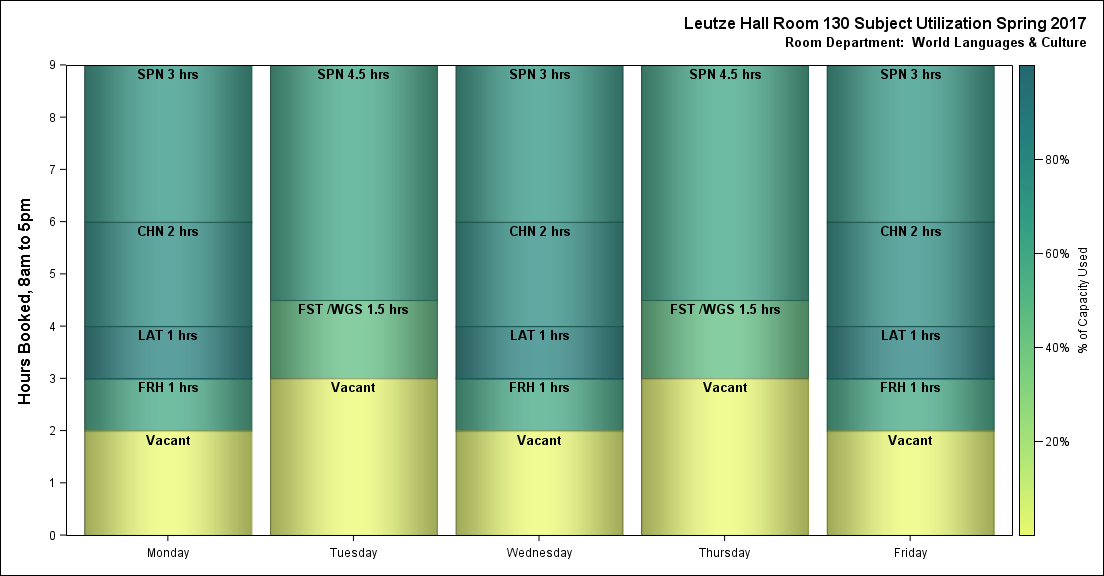 Leutze Hall Room 130 Subject Utilization Spring 2017
Room Department:  World Languages & Culture
Hours Booked, 8am to 5pm
9
8
7
6
5
4
3
2
1
0
SPN 3 hrs
CHN 2 hrs
LAT 1 hrs
FRH 1 hrs
Vacant
SPN 4.5 hrs
FST /WGS 1.5 hrs
Vacant
SPN 3 hrs
CHN 2 hrs
LAT 1 hrs
FRH 1 hrs
Vacant
SPN 4.5 hrs
FST /WGS 1.5 hrs
Vacant
SPN 3 hrs
CHN 2 hrs
LAT 1 hrs
FRH 1 hrs
Vacant
Monday
Tuesday
Wednesday
Thursday
Friday
80%
60%
40%
20%
% of Capacity Used